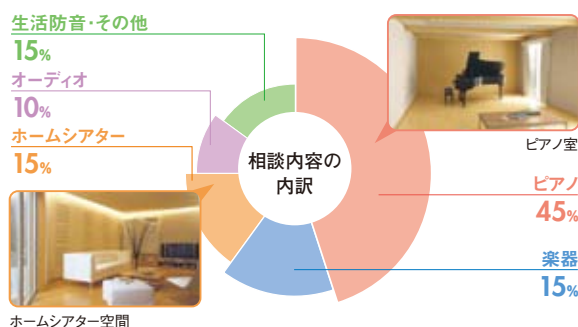 生活防音・その他
15%
オーディオ
10%
ホームシアター
15%
相談内容の
内訳
ピアノ室
ピアノ
45%
楽器
15%
ホームシアター空間